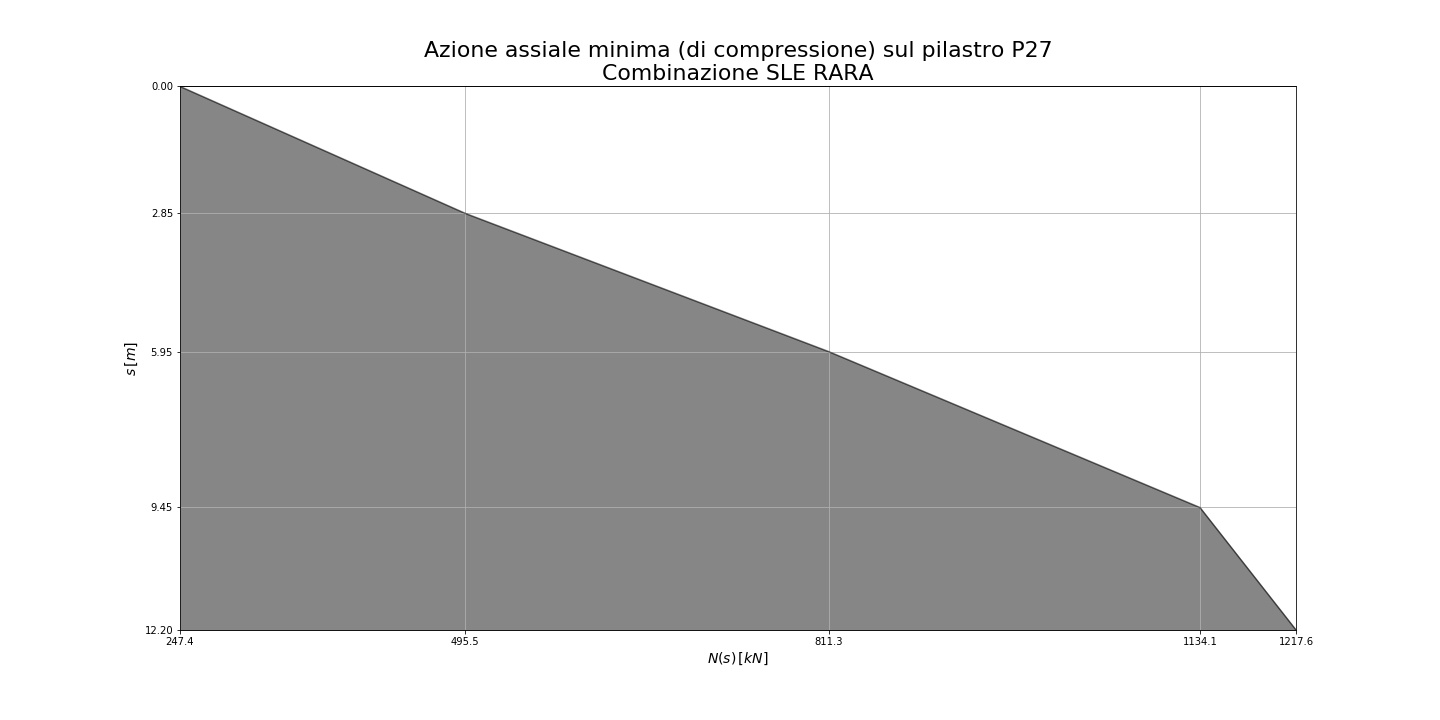 Azione assiale minima (di compressione) sul pilastro P27
Combinazione SLE RARA
0.00
2.85
5.95
9.45
12.20
s [m]
247.4
495.5
811.3
1134.1
1217.6
N(s) [kN]